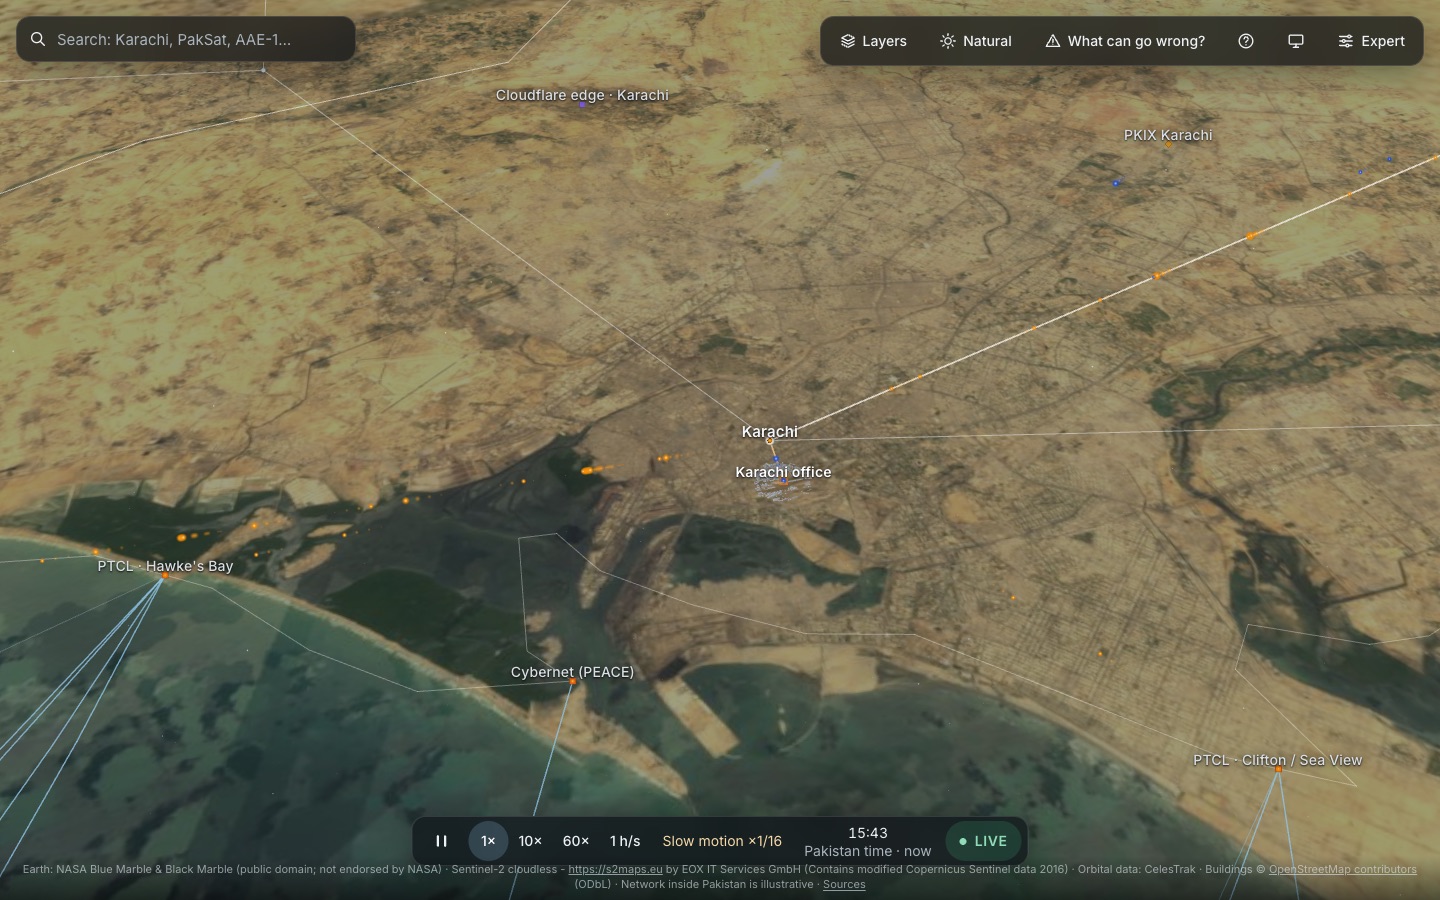 Search: Karachi, PakSat, AAE-1...
Layers
Natural
What can go wrong?
Expert
Cloudflare edge · Karachi
PKIX Karachi
Karachi
Karachi office
PTCL · Hawke's Bay
Cybernet (PEACE)
PTCL · Clifton / Sea View
1×
10×
60×
1 h/s
Slow motion ×1/16
15:43
Pakistan time · now
LIVE
Earth: NASA Blue Marble & Black Marble (public domain; not endorsed by NASA) · Sentinel-2 cloudless - https://s2maps.eu by EOX IT Services GmbH (Contains modified Copernicus Sentinel data 2016) · Orbital data: CelesTrak · Buildings © OpenStreetMap contributors
(ODbL) · Network inside Pakistan is illustrative · Sources